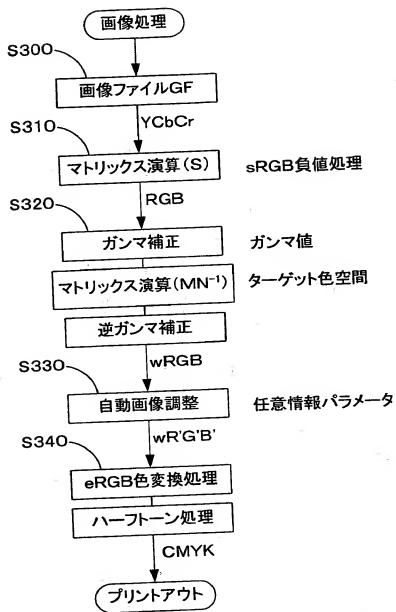 画像処理
S300
画像ファイルGF
S310
YCbCr
マトリックス演算(S)
sRGB負値処理
S320
RGB
ガンマ補正
ガンマ値
マトリックス演算(MN⁻¹)
ターゲット色空間
逆ガンマ補正
S330
wRGB
自動画像調整
任意情報パラメータ
S340
wR'G'B'
eRGB色変換処理
ハーフトーン処理
CMYK
プリントアウト